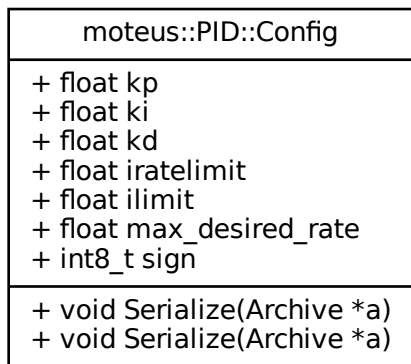 moteus::PID::Config
+ float kp
+ float ki
+ float kd
+ float iratelimit
+ float ilimit
+ float max_desired_rate
+ int8_t sign
+ void Serialize(Archive *a)
+ void Serialize(Archive *a)